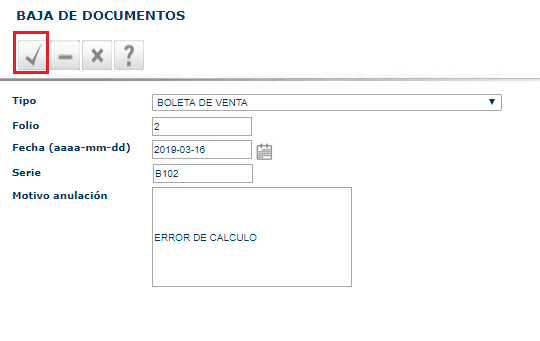 BAJA DE DOCUMENTOS
?
Tipo BOLETA DE VENTA
Folio 2
Fecha (aaaa-mm-dd) 2019-03-16
Serie B102
Motivo anulación
ERROR DE CALCULO